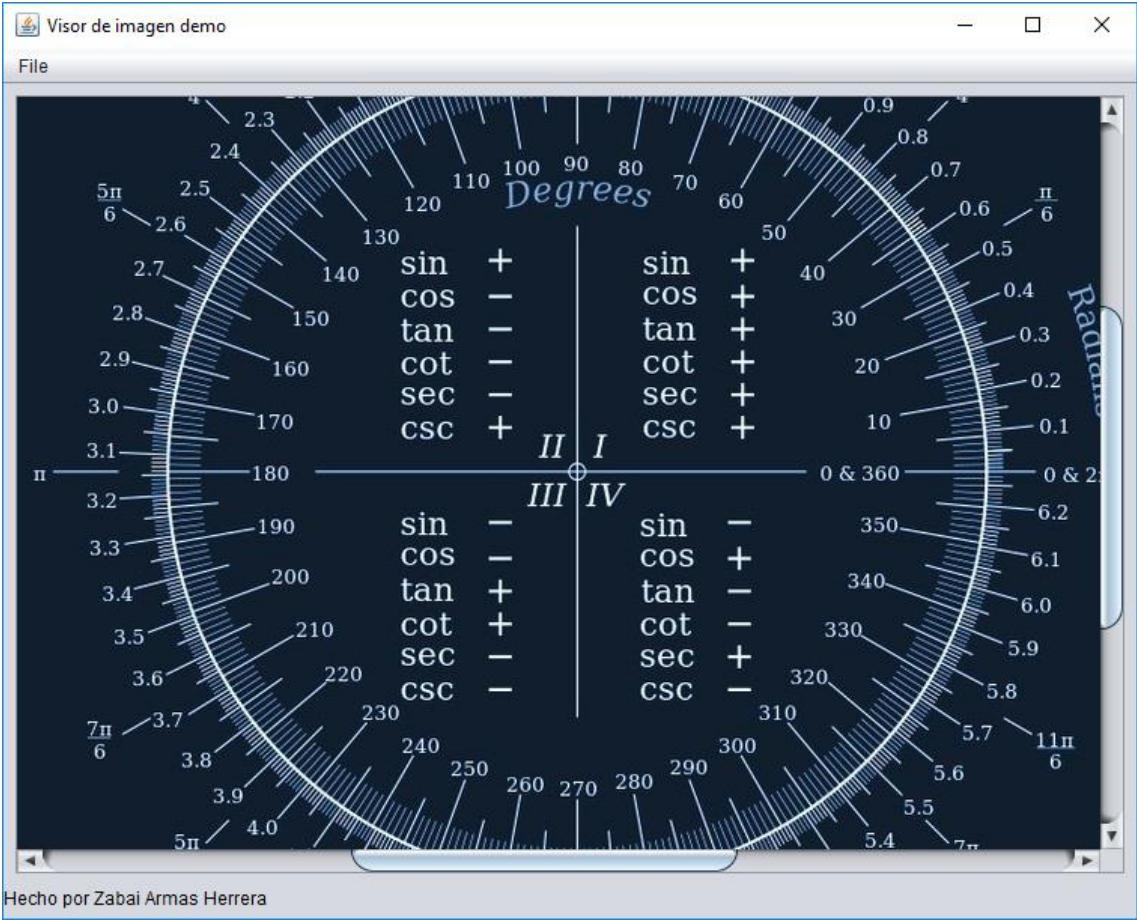 Visor de imagen demo
File
2.3
0.9
0.8
2.4
110 100 90 80 70
0.7
5π
6
2.5
Degrees
π
6
120
60
0.6
2.6
130
50
0.5
2.7
140
40
sin + sin +
cos − cos +
0.4
Radians
2.8
150
30
tan − tan +
0.3
2.9
160
20
cot − cot +
0.2
3.0
170
10
sec − sec +
0.1
3.1
csc + csc +
II I
π 180 0 & 360 0 & 2
III IV
3.2
6.2
190
350
sin − sin −
3.3
6.1
cos − cos +
200
340
3.4
6.0
tan + tan −
210
330
3.5
5.9
cot + cot −
3.6
220
320
5.8
sec − sec +
csc − csc −
7π
6
3.7
230
310
5.7
11π
6
3.8
240
300
5.6
250 260 270 280 290
3.9
5.5
4.0
5.4
5π
7π
Hecho por Zabai Armas Herrera